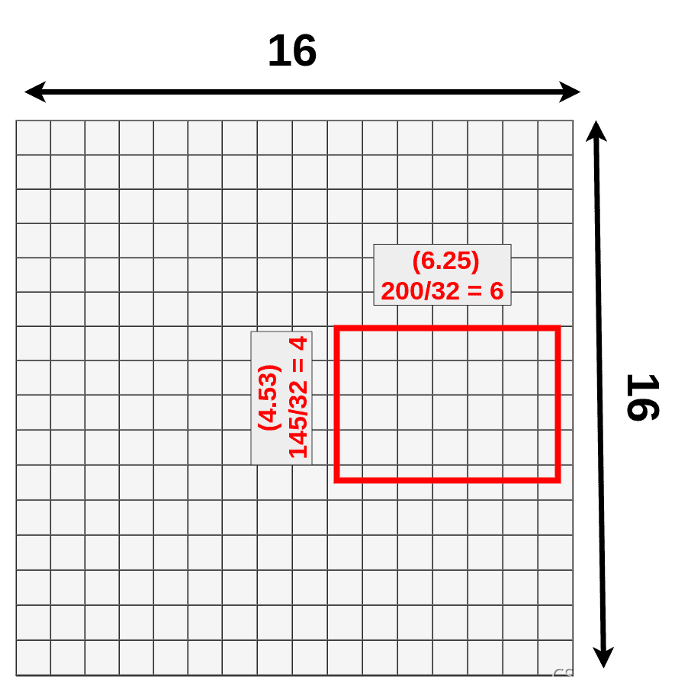 16
(6.25)
200/32 = 6
(4.53)
145/32 = 4
16